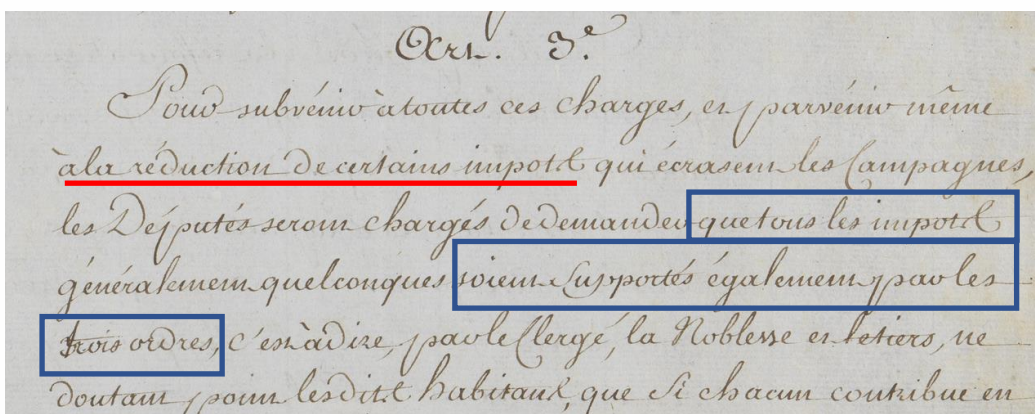 Art. 3.e
Pour subvenir à toutes ces charges, et parvenir même
à la réduction de certains impots qui écrasent les Campagnes,
les Députés seront chargés de demander que tous les impots
généralement quelconques soient supportés également par les
trois ordres, c'est à dire, par le Clergé, la Noblesse et le tiers, ne
doutant point lesdits habitans, que si chacun contribue en